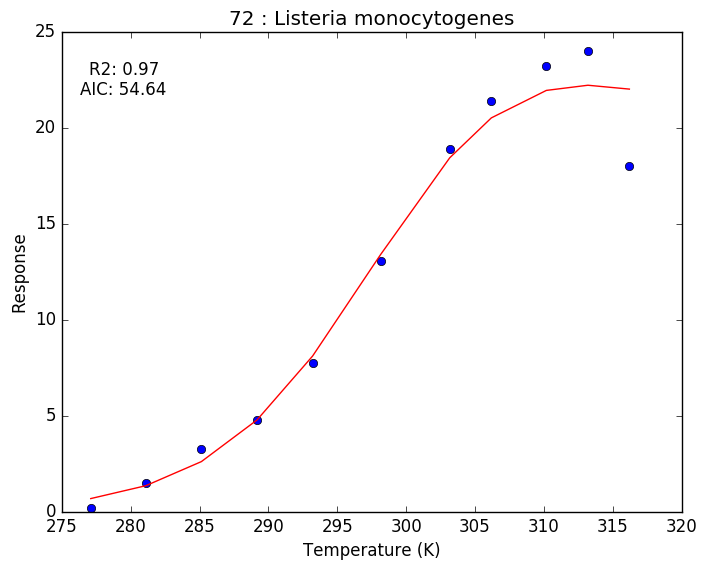 72 : Listeria monocytogenes
R2: 0.97
AIC: 54.64
25
20
15
10
5
0
Response
275 280 285 290 295 300 305 310 315 320
Temperature (K)